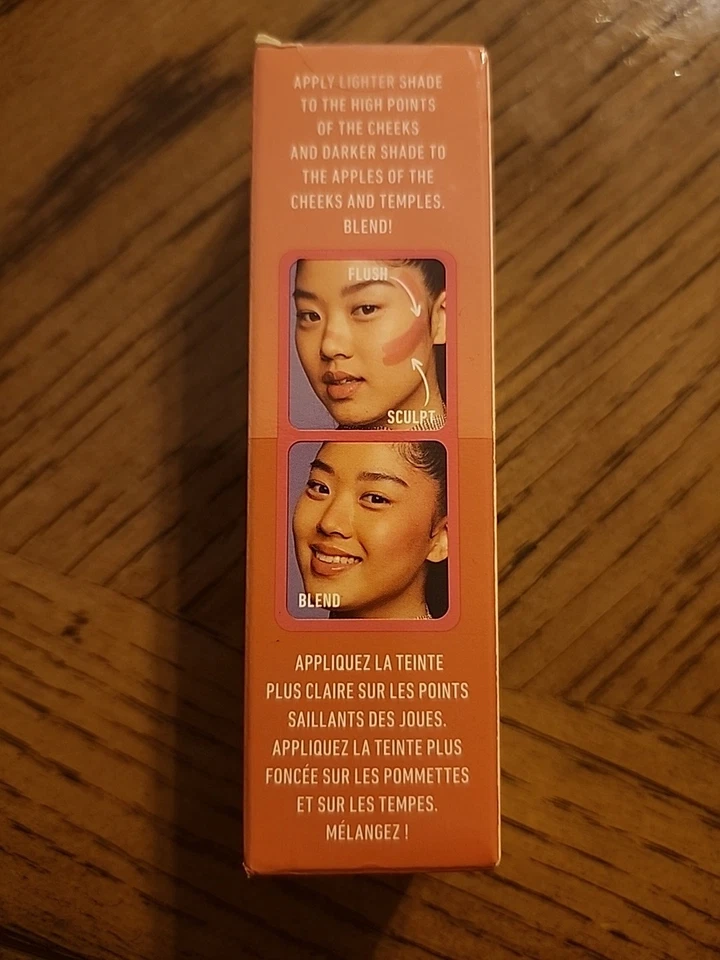 APPLY LIGHTER SHADE
TO THE HIGH POINTS
OF THE CHEEKS
AND DARKER SHADE TO
THE APPLES OF THE
CHEEKS AND TEMPLES.
BLEND!
FLUSH
SCULPT
BLEND
APPLIQUEZ LA TEINTE
PLUS CLAIRE SUR LES POINTS
SAILLANTS DES JOUES.
APPLIQUEZ LA TEINTE PLUS
FONCÉE SUR LES POMMETTES
ET SUR LES TEMPES.
MÉLANGEZ !